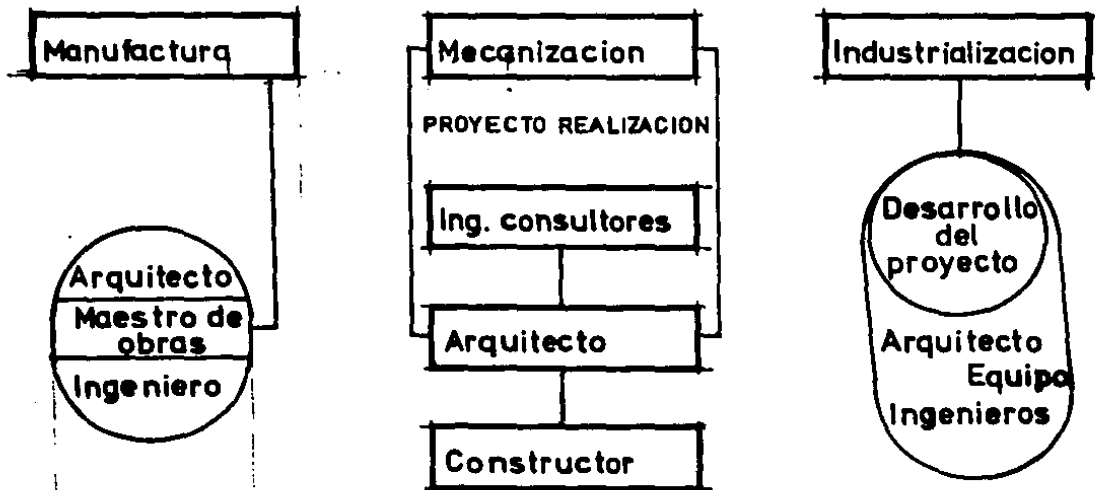 Manufactura
Arquitecto
Maestro de
obras
Ingeniero
Mecanizacion
PROYECTO REALIZACION
Ing. consultores
Arquitecto
Constructor
Industrializacion
Desarrollo
del
proyecto
Arquitecto
Equipo
Ingenieros